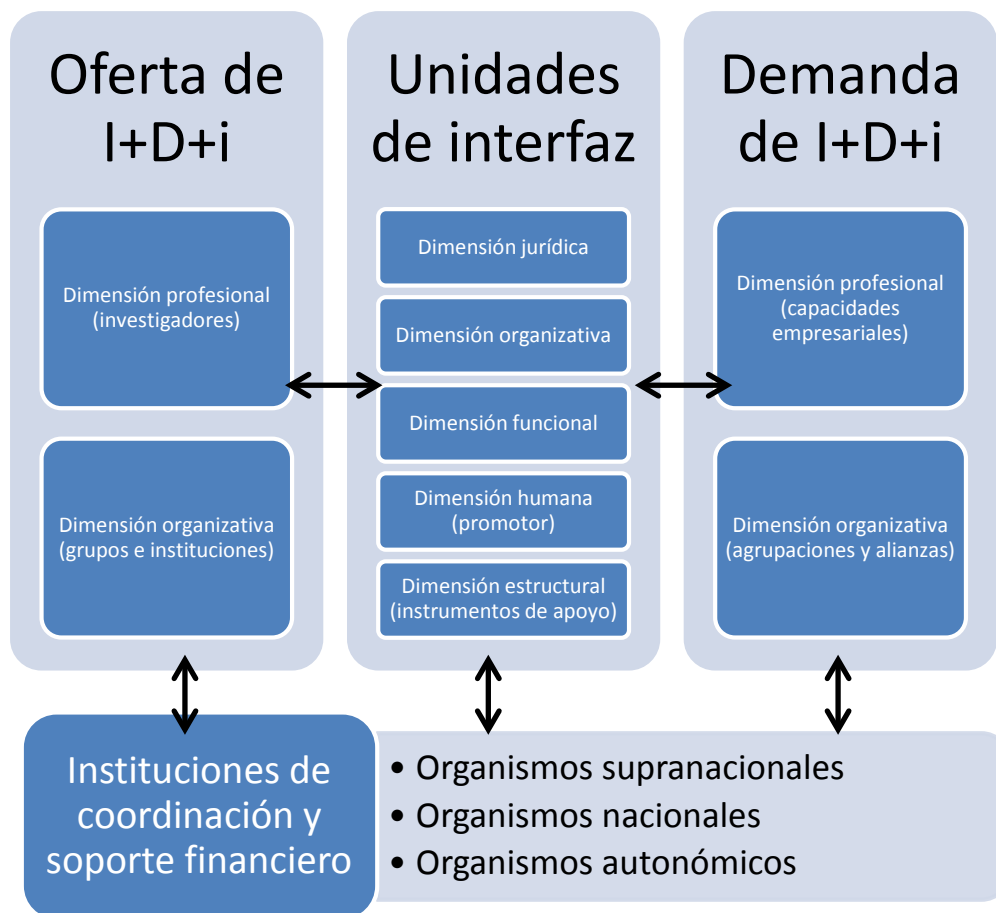 Oferta de
I+D+i
Dimensión profesional
(investigadores)
Dimensión organizativa
(grupos e instituciones)
Unidades
de interfaz
Dimensión jurídica
Dimensión organizativa
Dimensión funcional
Dimensión humana
(promotor)
Dimensión estructural
(instrumentos de apoyo)
Demanda
de I+D+i
Dimensión profesional
(capacidades
empresariales)
Dimensión organizativa
(agrupaciones y alianzas)
Instituciones de
coordinación y
soporte financiero
• Organismos supranacionales
• Organismos nacionales
• Organismos autonómicos